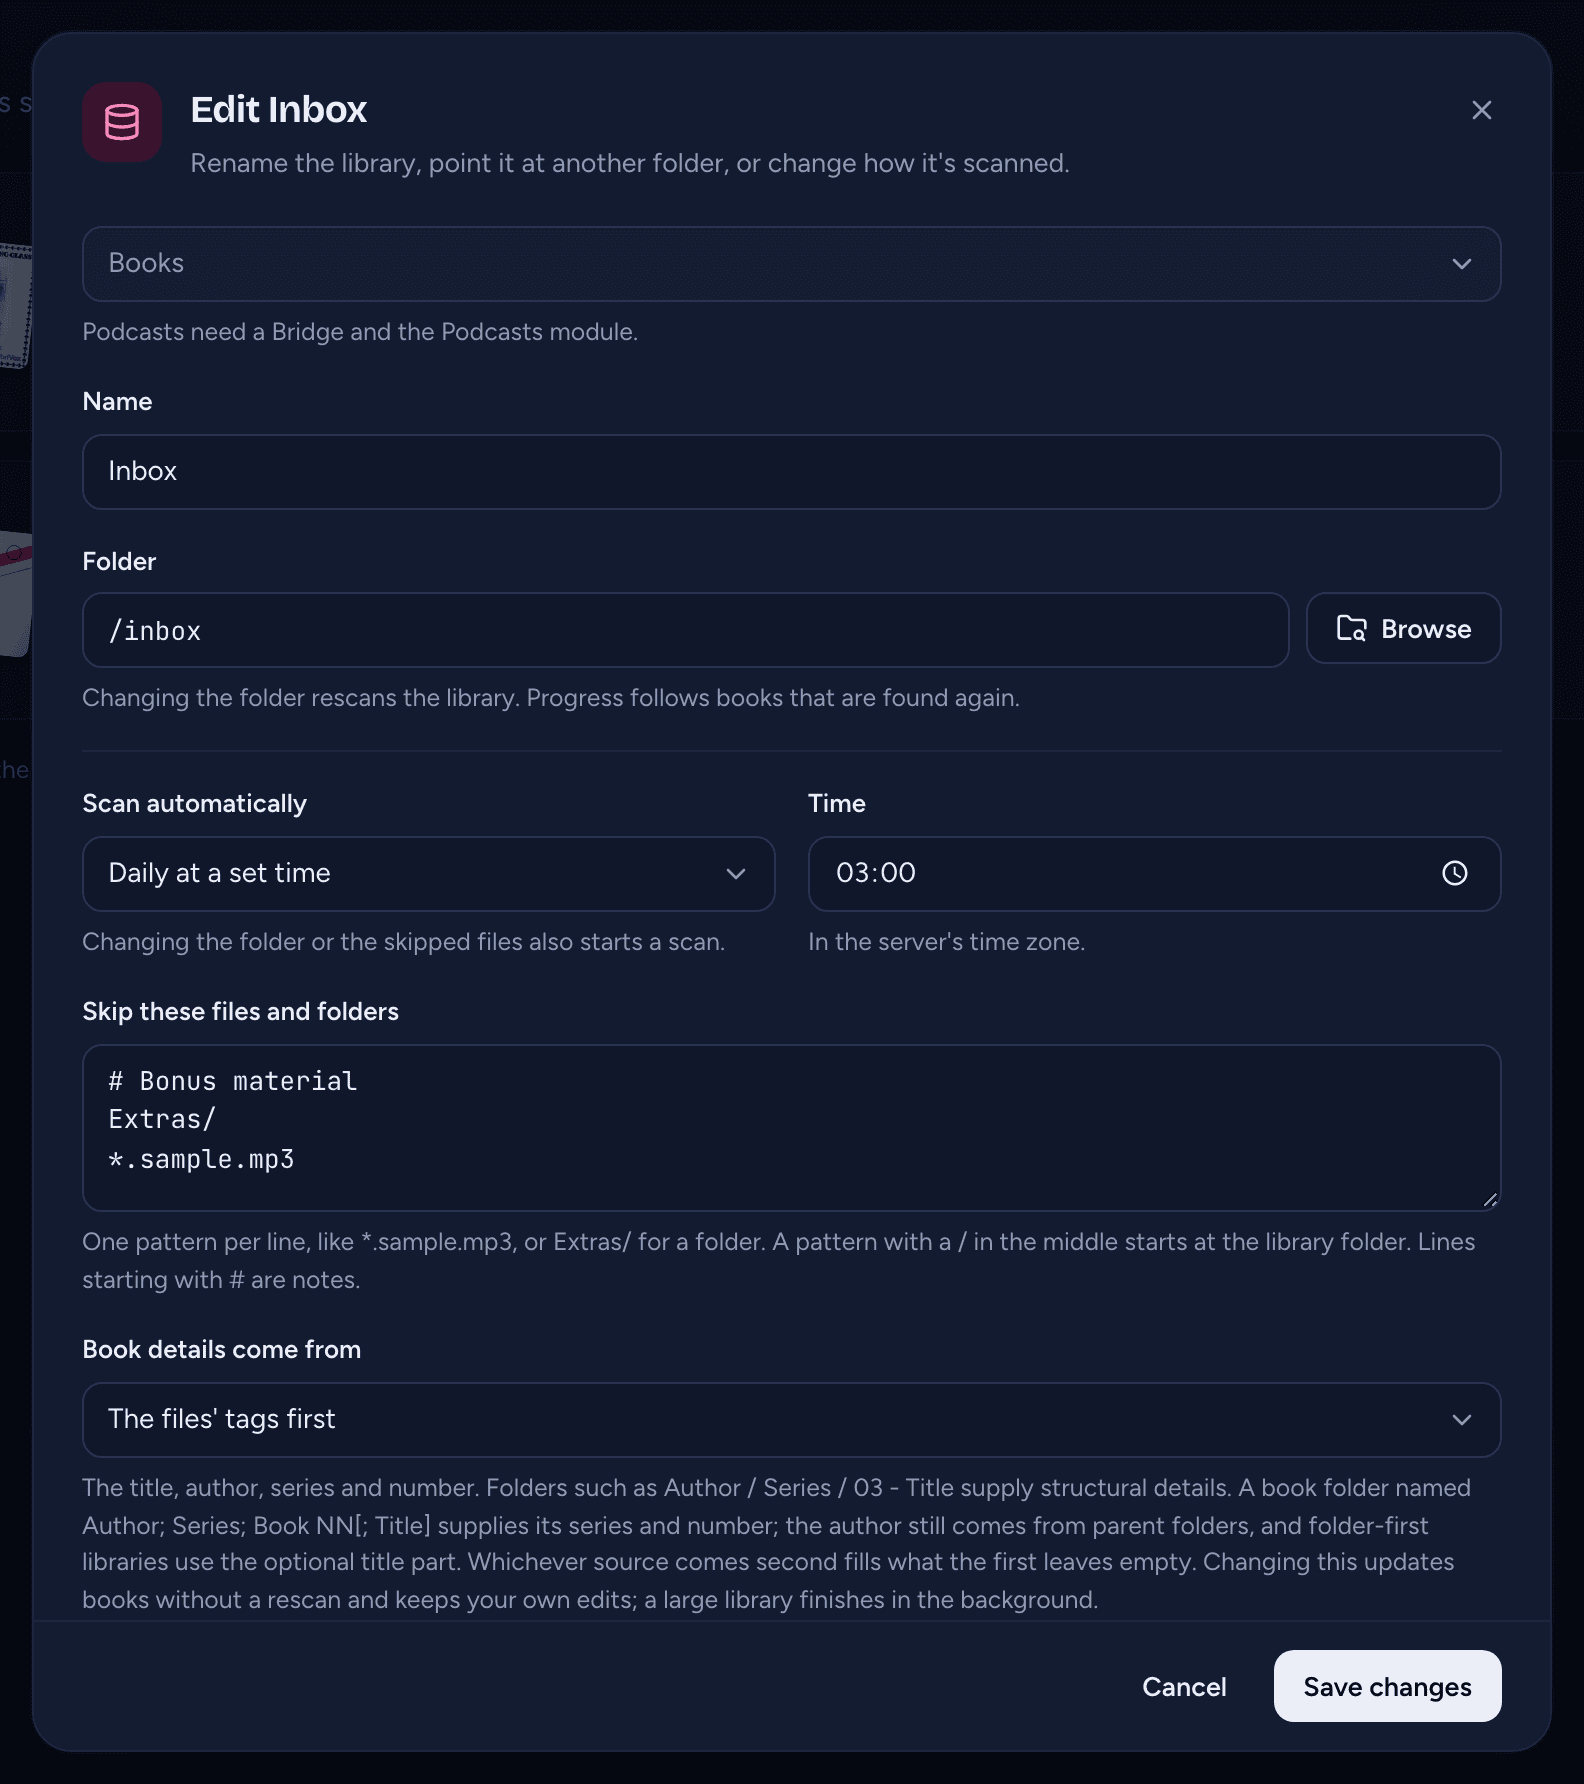 Edit Inbox
Rename the library, point it at another folder, or change how it's scanned.
Books
Podcasts need a Bridge and the Podcasts module.
Name
Inbox
Folder
/inbox
Browse
Changing the folder rescans the library. Progress follows books that are found again.
Scan automatically
Time
Daily at a set time
03:00
Changing the folder or the skipped files also starts a scan.
In the server's time zone.
Skip these files and folders
# Bonus material
Extras/
*.sample.mp3
One pattern per line, like *.sample.mp3, or Extras/ for a folder. A pattern with a / in the middle starts at the library folder. Lines
starting with # are notes.
Book details come from
The files' tags first
The title, author, series and number. Folders such as Author / Series / 03 - Title supply structural details. A book folder named
Author; Series; Book NN[; Title] supplies its series and number; the author still comes from parent folders, and folder-first
libraries use the optional title part. Whichever source comes second fills what the first leaves empty. Changing this updates
books without a rescan and keeps your own edits; a large library finishes in the background.
Cancel
Save changes